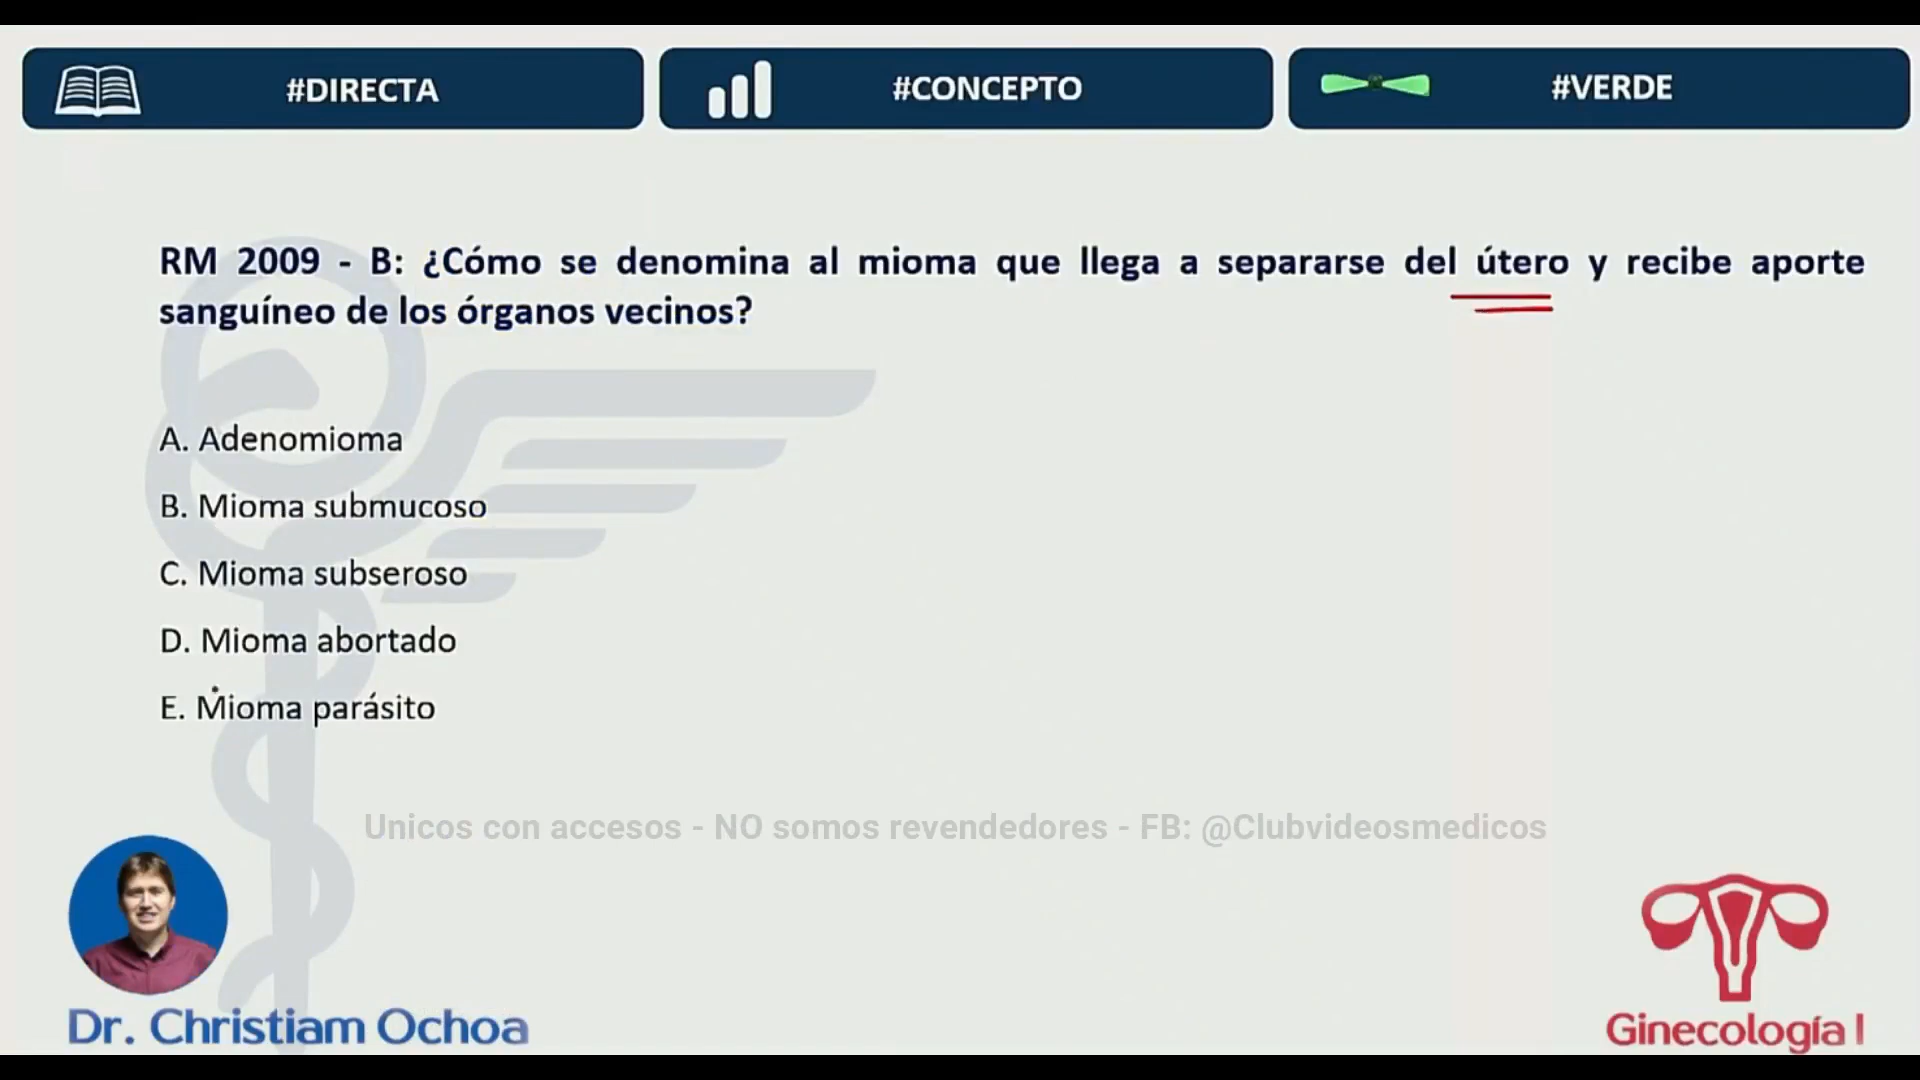 #DIRECTA
#CONCEPTO
#VERDE
RM 2009 - B: ¿Cómo se denomina al mioma que llega a separarse del útero y recibe aporte
sanguíneo de los órganos vecinos?
A. Adenomioma
B. Mioma submucoso
C. Mioma subseroso
D. Mioma abortado
E. Mioma parásito
Unicos con accesos - NO somos revendedores - FB: @Clubvideosmedicos
Dr. Christiam Ochoa
Ginecología I